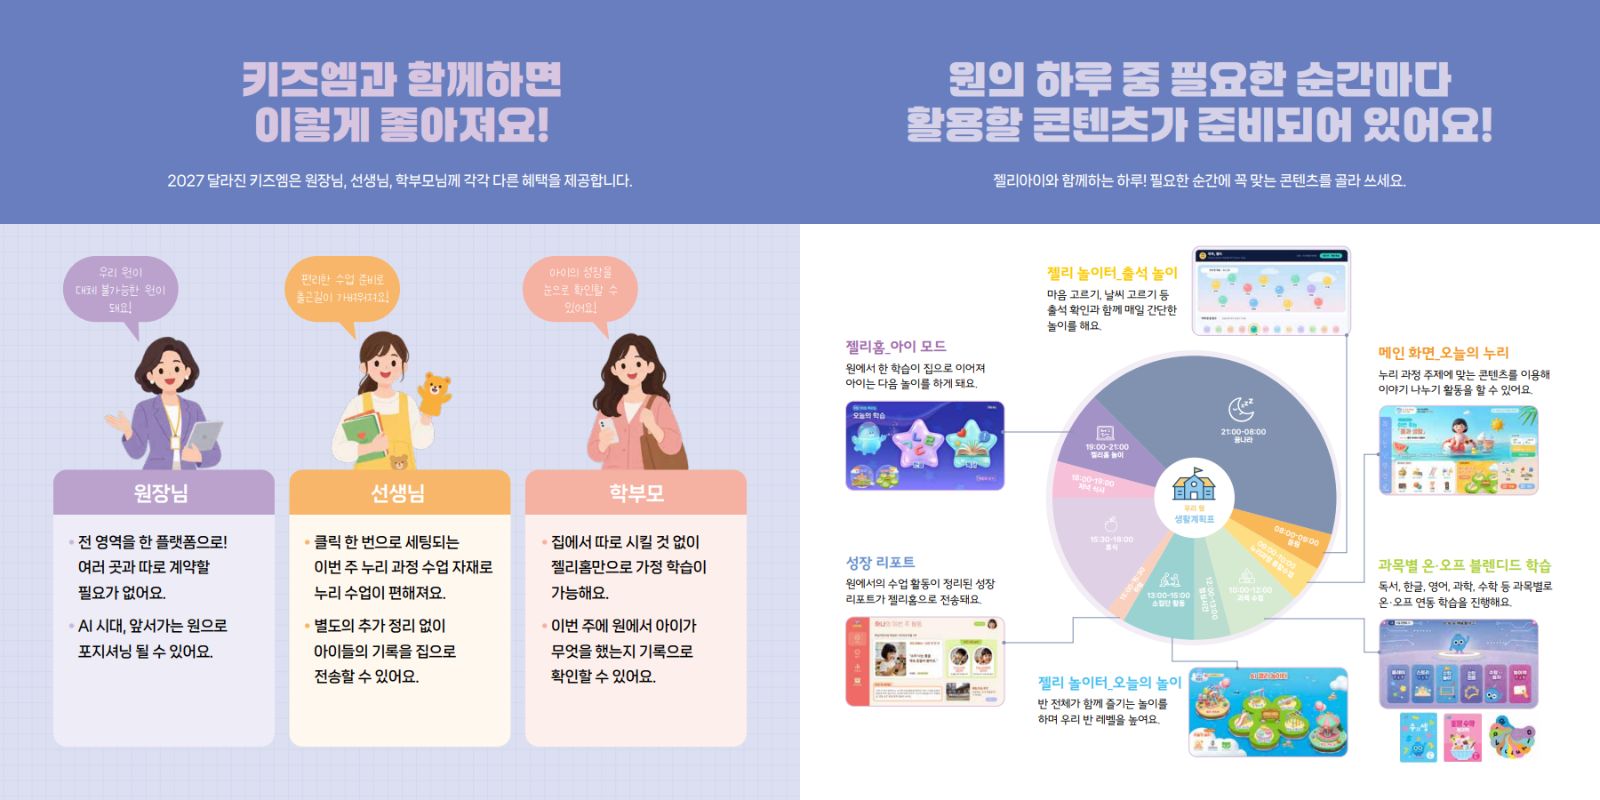 키즈엠과 함께하면
이렇게 좋아져요!
2027 달라진 키즈엠은 원장님, 선생님, 학부모님께 각각 다른 혜택을 제공합니다.
우리 원이
대체 불가능한 원이
돼요!
편리한 수업 준비로
출근길이 가벼워져요!
아이의 성장을
눈으로 확인할 수
있어요!
원장님
전 영역을 한 플랫폼으로!
여러 곳과 따로 계약할
필요가 없어요.
AI 시대, 앞서가는 원으로
포지셔닝 될 수 있어요.
선생님
클릭 한 번으로 세팅되는
이번 주 누리 과정 수업 자재로
누리 수업이 편해져요.
별도의 추가 정리 없이
아이들의 기록을 집으로
전송할 수 있어요.
학부모
집에서 따로 시킬 것 없이
젤리홈만으로 가정 학습이
가능해요.
이번 주에 원에서 아이가
무엇을 했는지 기록으로
확인할 수 있어요.
원의 하루 중 필요한 순간마다
활용할 콘텐츠가 준비되어 있어요!
젤리아이와 함께하는 하루! 필요한 순간에 꼭 맞는 콘텐츠를 골라 쓰세요.
젤리 놀이터_출석 놀이
마음 고르기, 날씨 고르기 등
출석 확인과 함께 매일 간단한
놀이를 해요.
젤리홈_아이 모드
원에서 한 학습이 집으로 이어져
아이는 다음 놀이를 하게 돼요.
오늘의 학습
메인 화면_오늘의 누리
누리 과정 주제에 맞는 콘텐츠를 이용해
이야기 나누기 활동을 할 수 있어요.
21:00-08:00
꿈나라
19:00-21:00
젤리홈 놀이
18:00-19:00
저녁 식사
15:30-18:00
휴식
13:00-15:00
소집단 활동
12:00-13:00
점심시간
10:00-12:00
과목 수업
08:00-09:00
등원
우리 원
생활계획표
성장 리포트
원에서의 수업 활동이 정리된 성장
리포트가 젤리홈으로 전송돼요.
과목별 온·오프 블렌디드 학습
독서, 한글, 영어, 과학, 수학 등 과목별로
온·오프 연동 학습을 진행해요.
젤리 놀이터_오늘의 놀이
반 전체가 함께 즐기는 놀이를
하며 우리 반 레벨을 높여요.